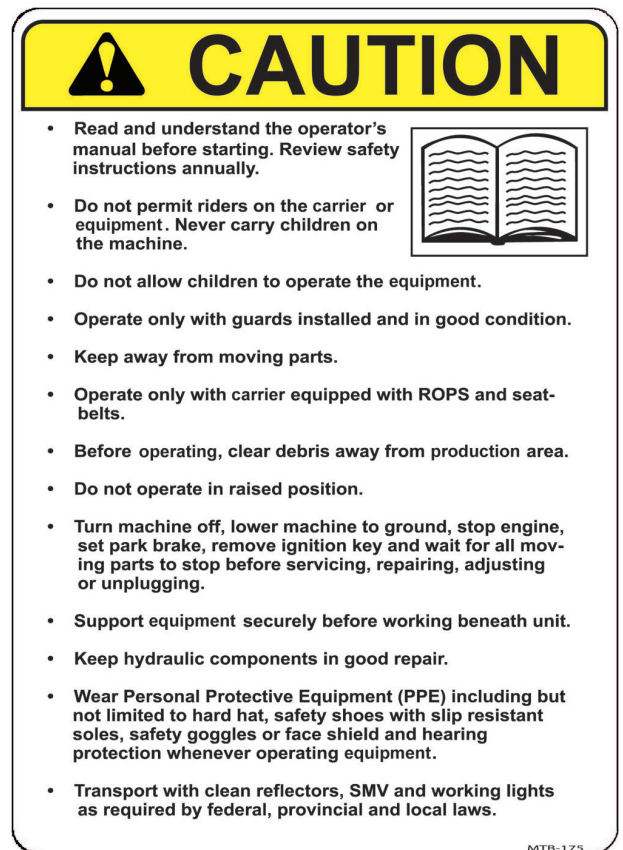 CAUTION
• Read and understand the operator's
manual before starting. Review safety
instructions annually.
• Do not permit riders on the carrier or
equipment. Never carry children on
the machine.
• Do not allow children to operate the equipment.
• Operate only with guards installed and in good condition.
• Keep away from moving parts.
• Operate only with carrier equipped with ROPS and seat-
belts.
• Before operating, clear debris away from production area.
• Do not operate in raised position.
• Turn machine off, lower machine to ground, stop engine,
set park brake, remove ignition key and wait for all mov-
ing parts to stop before servicing, repairing, adjusting
or unplugging.
• Support equipment securely before working beneath unit.
• Keep hydraulic components in good repair.
• Wear Personal Protective Equipment (PPE) including but
not limited to hard hat, safety shoes with slip resistant
soles, safety goggles or face shield and hearing
protection whenever operating equipment.
• Transport with clean reflectors, SMV and working lights
as required by federal, provincial and local laws.
MTB-175